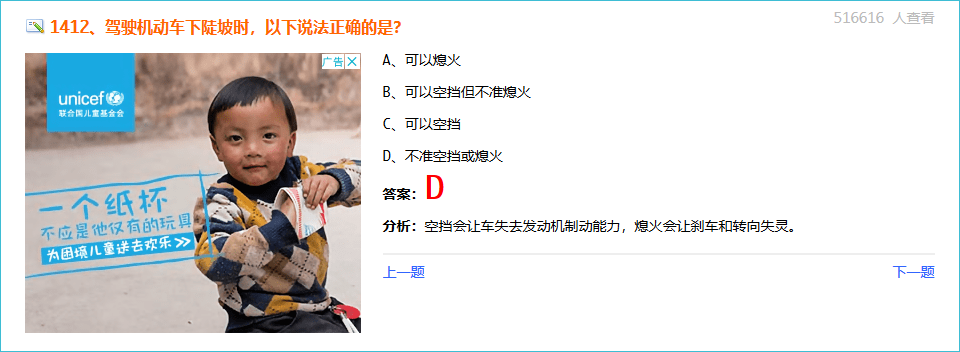 1412、驾驶机动车下陡坡时，以下说法正确的是？
516616 人查看
广告
unicef
联合国儿童基金会
一个纸杯
不应是他仅有的玩具
为困境儿童送去欢乐 >>
A、可以熄火
B、可以空挡但不准熄火
C、可以空挡
D、不准空挡或熄火
答案：D
分析：空挡会让车失去发动机制动能力，熄火会让刹车和转向失灵。
上一题
下一题